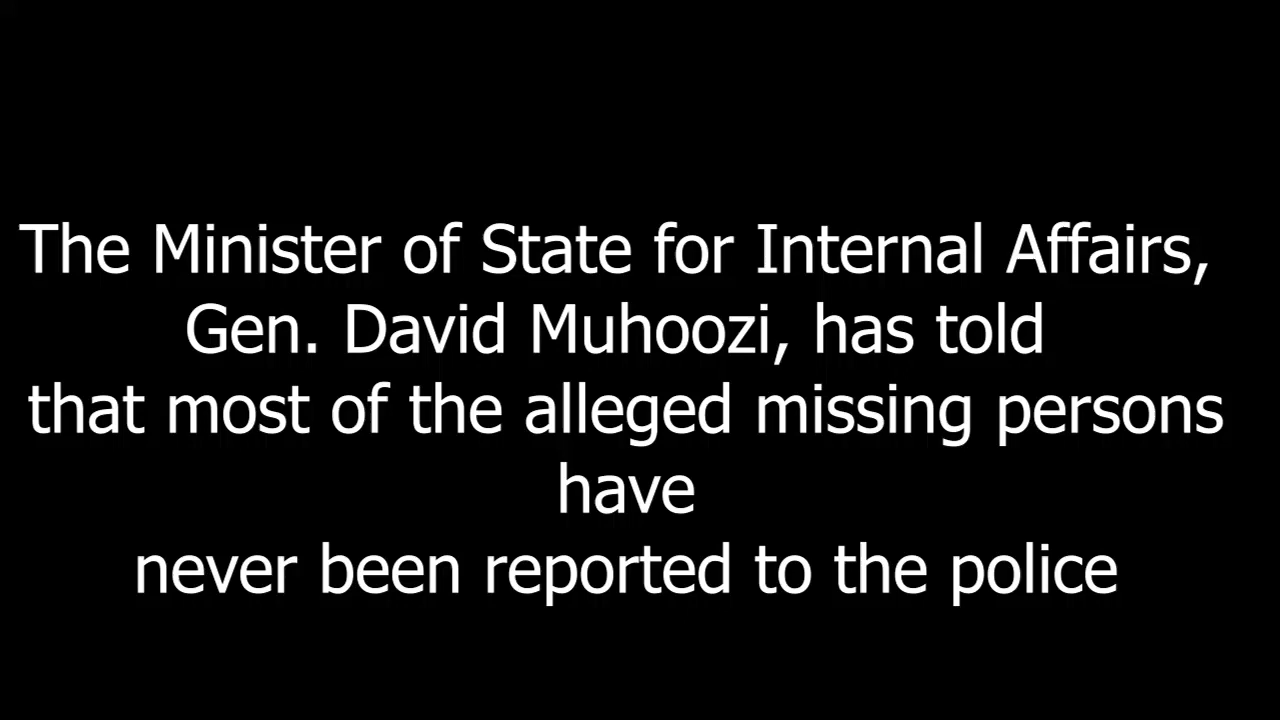 The Minister of State for Internal Affairs,
Gen. David Muhoozi, has told
that most of the alleged missing persons
have
never been reported to the police